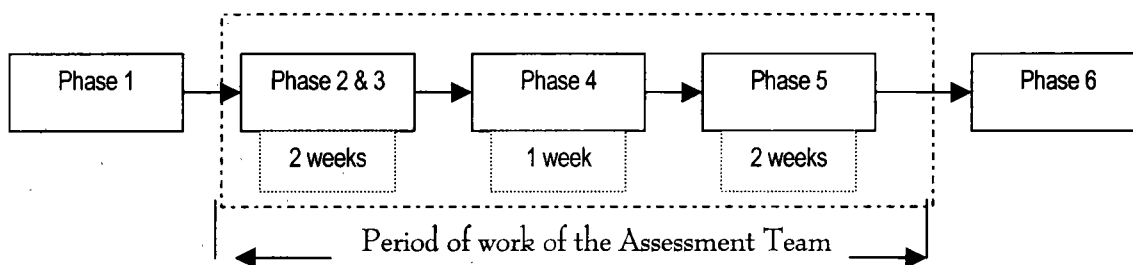 Phase 1
Phase 2 & 3
Phase 4
Phase 5
Phase 6
2 weeks
1 week
2 weeks
Period of work of the Assessment Team